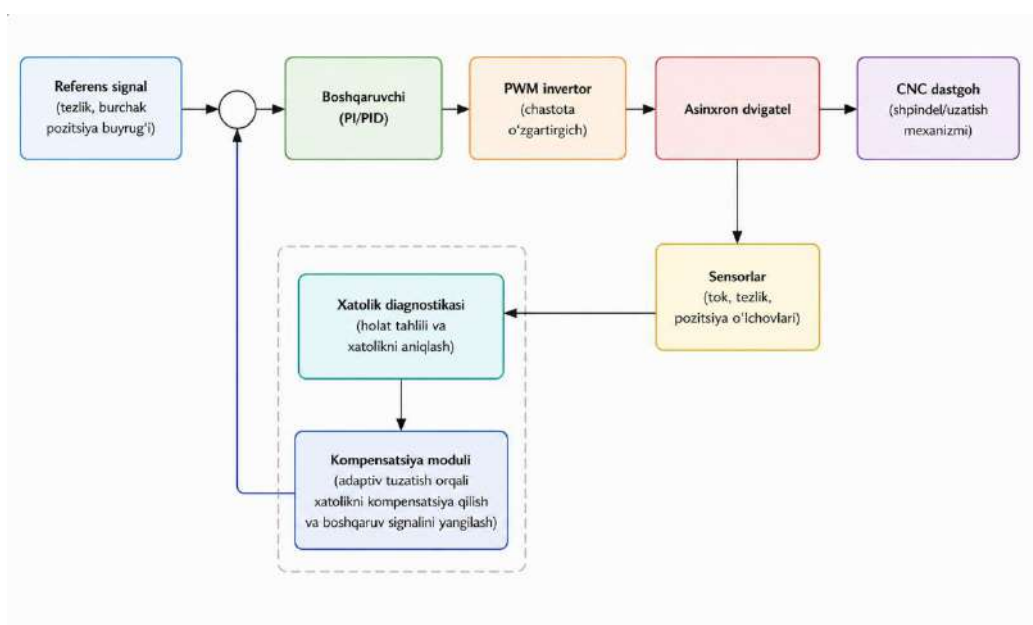 Referens signal
(tezlik, burchak
pozitsiya buyrug‘i)
Boshqaruvchi
(PI/PID)
PWM invertor
(chastota
o‘zgartirgich)
Asinxron dvigatel
CNC dastgoh
(shpindel/uzatish
mexanizmi)
Sensorlar
(tok, tezlik,
pozitsiya o‘lchovlari)
Xatolik diagnostikasi
(holat tahlili va
xatolikni aniqlash)
Kompensatsiya moduli
(adaptiv tuzatish orqali
xatolikni kompensatsiya qilish
va boshqaruv signalini yangilash)